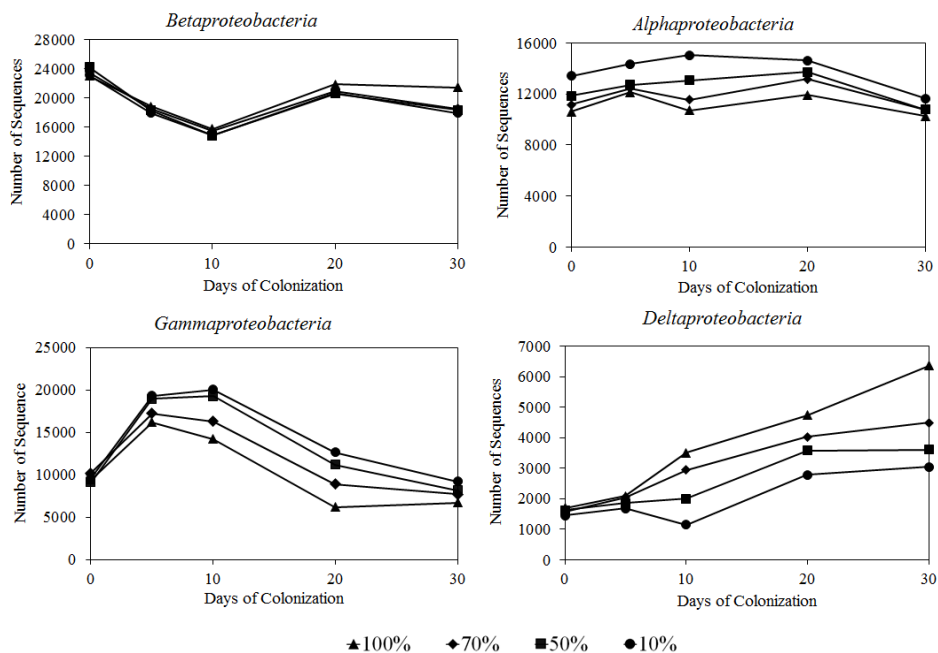 Betaproteobacteria
Number of Sequences
28000
24000
20000
16000
12000
8000
4000
0
0 10 20 30
Days of Colonization
Alphaproteobacteria
Number of Sequences
16000
12000
8000
4000
0
0 10 20 30
Days of Colonization
Gammaproteobacteria
Number of Sequence
25000
20000
15000
10000
5000
0
0 10 20 30
Days of Colonization
Deltaproteobacteria
Number of Sequences
7000
6000
5000
4000
3000
2000
1000
0
0 10 20 30
Days of Colonization
100% 70% 50% 10%